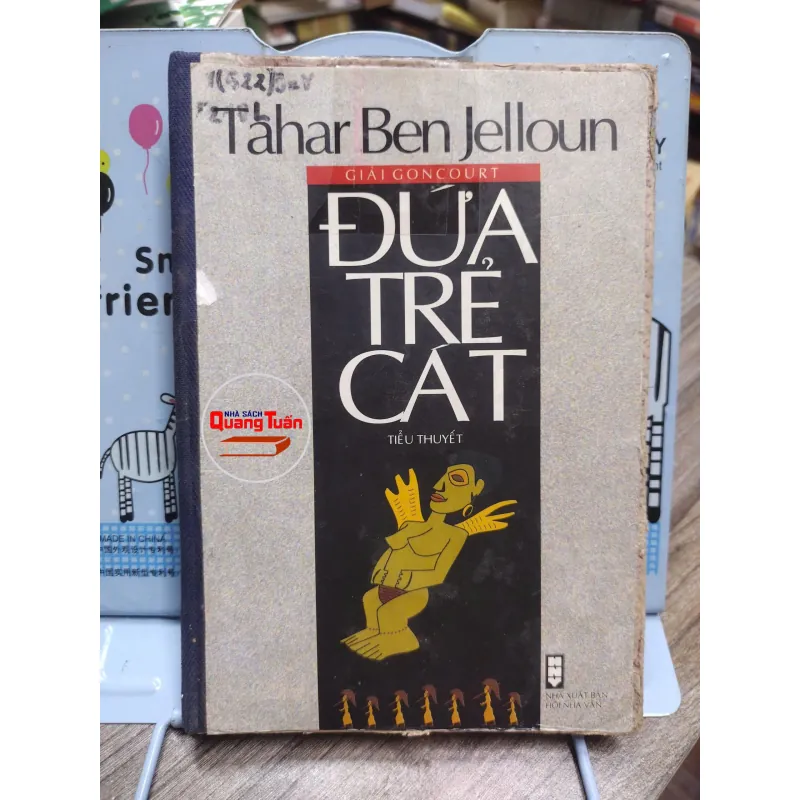 Tahar Ben Jelloun
GIẢI GONCOURT
ĐỨA
TRẺ
CÁT
TIỂU THUYẾT
NHÀ SÁCH
Quang Tuấn
NHÀ XUẤT BẢN
HỘI NHÀ VĂN
MADE IN CHINA